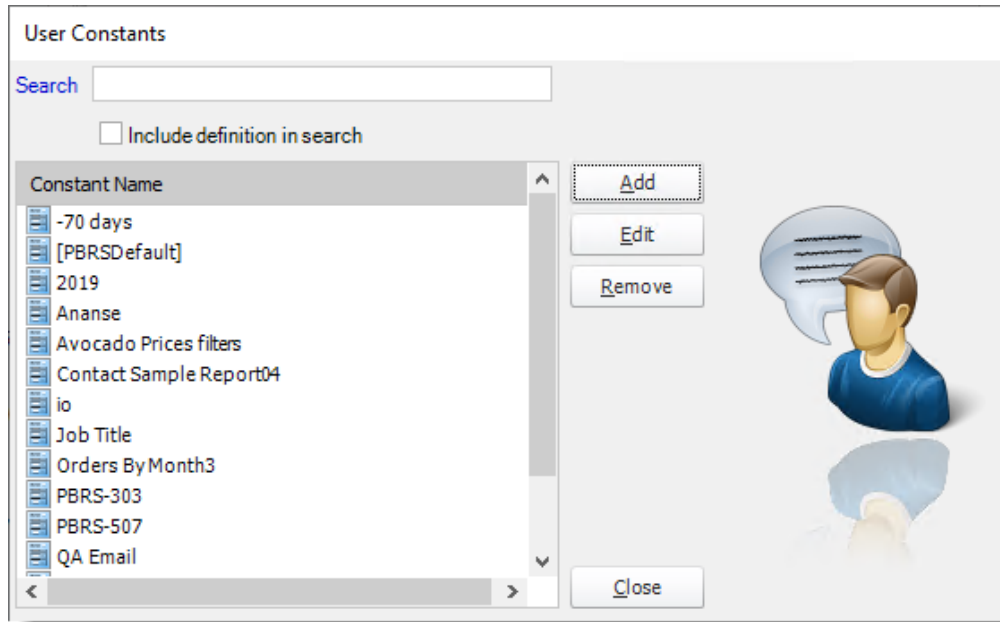 User Constants
Search
Include definition in search
Constant Name
-70 days
[PBRSDefault]
2019
Ananse
Avocado Prices filters
Contact Sample Report04
io
Job Title
Orders By Month3
PBRS-303
PBRS-507
QA Email
Add
Edit
Remove
Close